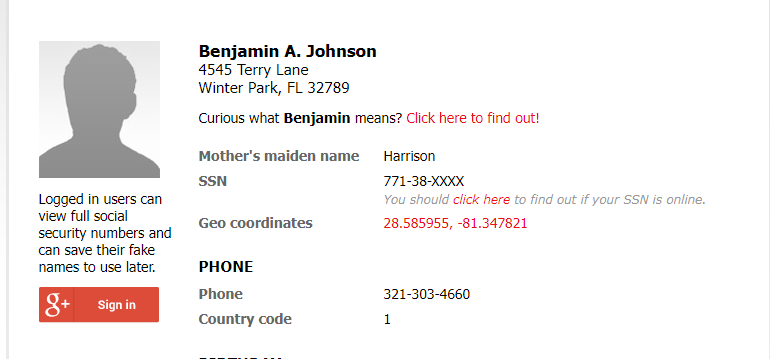 Benjamin A. Johnson
4545 Terry Lane
Winter Park, FL 32789
Curious what Benjamin means? Click here to find out!
Mother's maiden name Harrison
SSN 771-38-XXXX
You should click here to find out if your SSN is online.
Geo coordinates 28.585955, -81.347821
Logged in users can
view full social
security numbers and
can save their fake
names to use later.
g+ Sign in
PHONE
Phone 321-303-4660
Country code 1